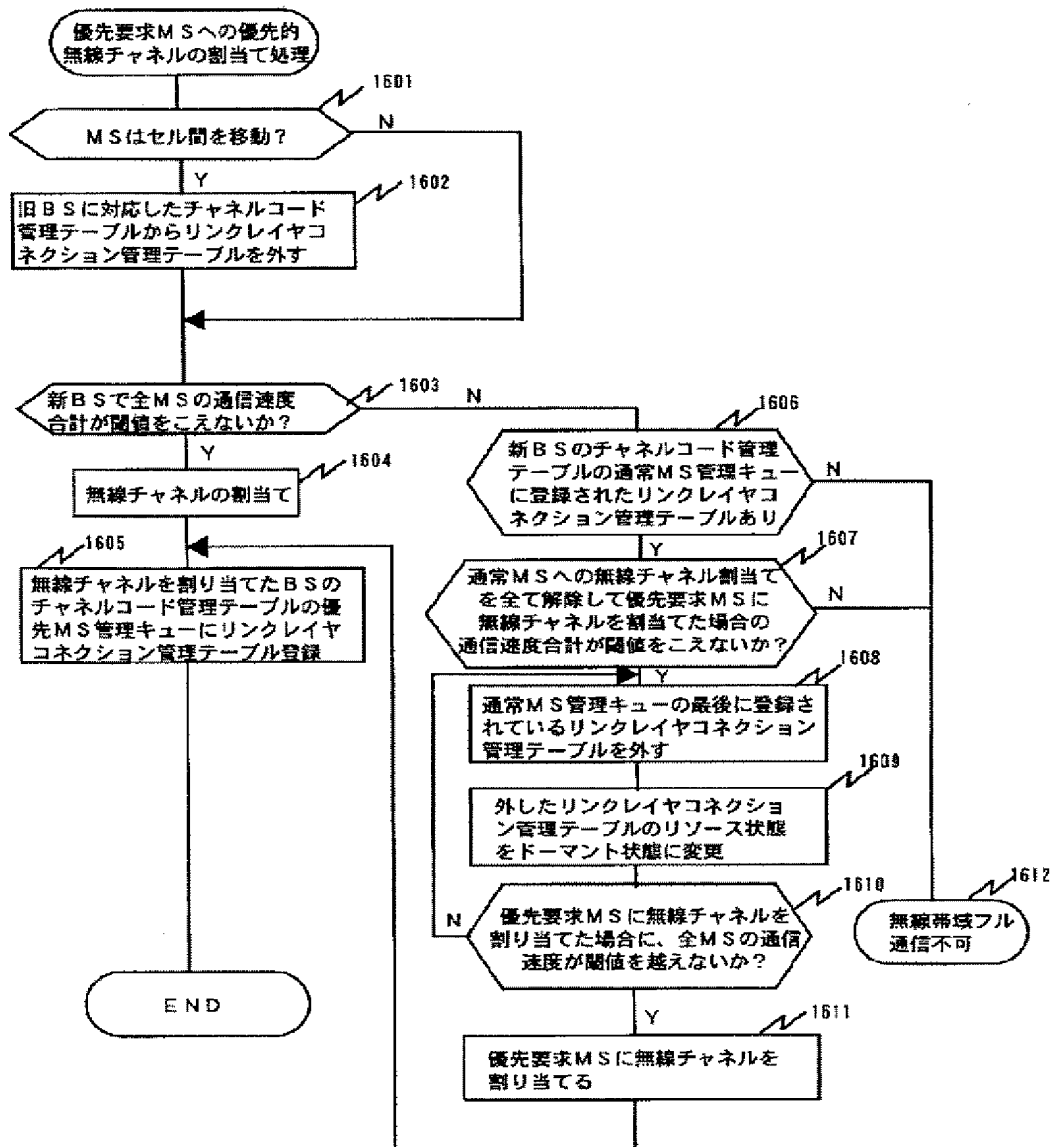 優先要求MSへの優先的
無線チャネルの割当て処理
1601
MSはセル間を移動?
N
Y
1602
旧BSに対応したチャネルコード
管理テーブルからリンクレイヤコ
ネクション管理テーブルを外す
1603
新BSで全MSの通信速度
合計が閾値をこえないか?
N
Y
1604
無線チャネルの割当て
1605
無線チャネルを割り当てたBSの
チャネルコード管理テーブルの優
先MS管理キューにリンクレイヤ
コネクション管理テーブル登録
END
1606
新BSのチャネルコード管理
テーブルの通常MS管理キュー
に登録されたリンクレイヤコ
ネクション管理テーブルあり
N
Y
1607
通常MSへの無線チャネル割当て
を全て解除して優先要求MSに
無線チャネルを割当てた場合の
通信速度合計が閾値をこえないか?
N
Y
1608
通常MS管理キューの最後に登録さ
れているリンクレイヤコネクション
管理テーブルを外す
1609
外したリンクレイヤコネクショ
ン管理テーブルのリソース状態
をドーマント状態に変更
1610
優先要求MSに無線チャネルを
割り当てた場合に、全MSの通信
速度が閾値を越えないか?
N
Y
1611
優先要求MSに無線チャネルを
割り当てる
1612
無線帯域フル
通信不可